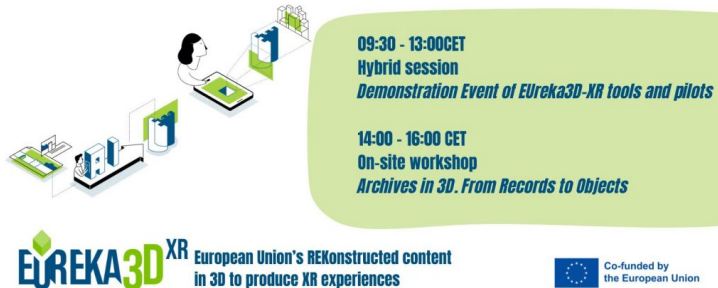 09:30 - 13:00CET
Hybrid session
Demonstration Event of EUreka3D-XR tools and pilots
14:00 - 16:00 CET
On-site workshop
Archives in 3D. From Records to Objects
EUREKA3D XR
European Union's REKonstructed content
in 3D to produce XR experiences
Co-funded by
the European Union